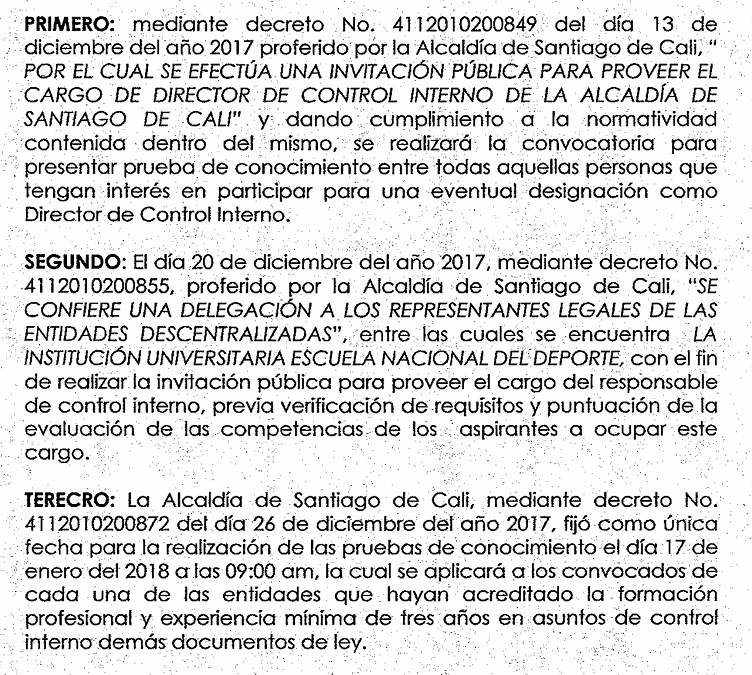 PRIMERO: mediante decreto No. 4112010200849 del día 13 de
diciembre del año 2017 proferido por la Alcaldía de Santiago de Cali, "
POR EL CUAL SE EFECTÚA UNA INVITACIÓN PÚBLICA PARA PROVEER EL
CARGO DE DIRECTOR DE CONTROL INTERNO DE LA ALCALDÍA DE
SANTIAGO DE CALI" y dando cumplimiento a la normatividad
contenida dentro del mismo, se realizará la convocatoria para
presentar prueba de conocimiento entre todas aquellas personas que
tengan interés en participar para una eventual designación como
Director de Control Interno.
SEGUNDO: El día 20 de diciembre del año 2017, mediante decreto No.
4112010200855, proferido por la Alcaldía de Santiago de Cali, "SE
CONFIERE UNA DELEGACIÓN A LOS REPRESENTANTES LEGALES DE LAS
ENTIDADES DESCENTRALIZADAS", entre las cuales se encuentra LA
INSTITUCIÓN UNIVERSITARIA ESCUELA NACIONAL DEL DEPORTE, con el fin
de realizar la invitación pública para proveer el cargo del responsable
de control interno, previa verificación de requisitos y puntuación de la
evaluación de las competencias de los aspirantes a ocupar este
cargo.
TERECRO: La Alcaldía de Santiago de Cali, mediante decreto No.
4112010200872 del día 26 de diciembre del año 2017, fijó como única
fecha para la realización de las pruebas de conocimiento el día 17 de
enero del 2018 a las 09:00 am, la cual se aplicará a los convocados de
cada una de las entidades que hayan acreditado la formación
profesional y experiencia mínima de tres años en asuntos de control
interno demás documentos de ley.